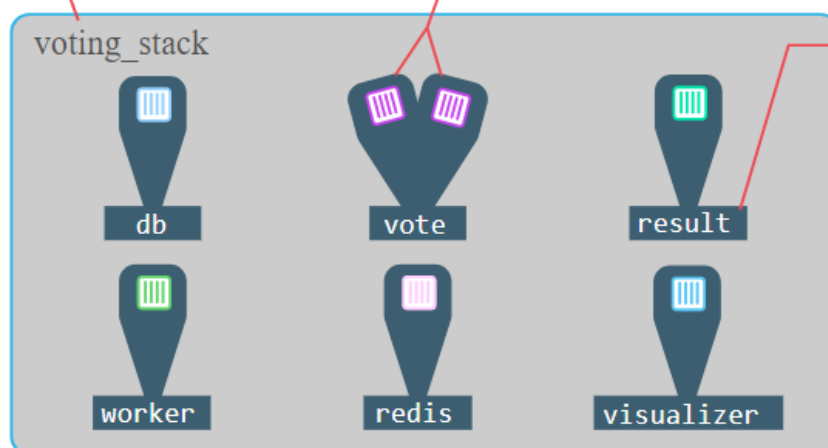 voting_stack
db
vote
result
worker
redis
visualizer